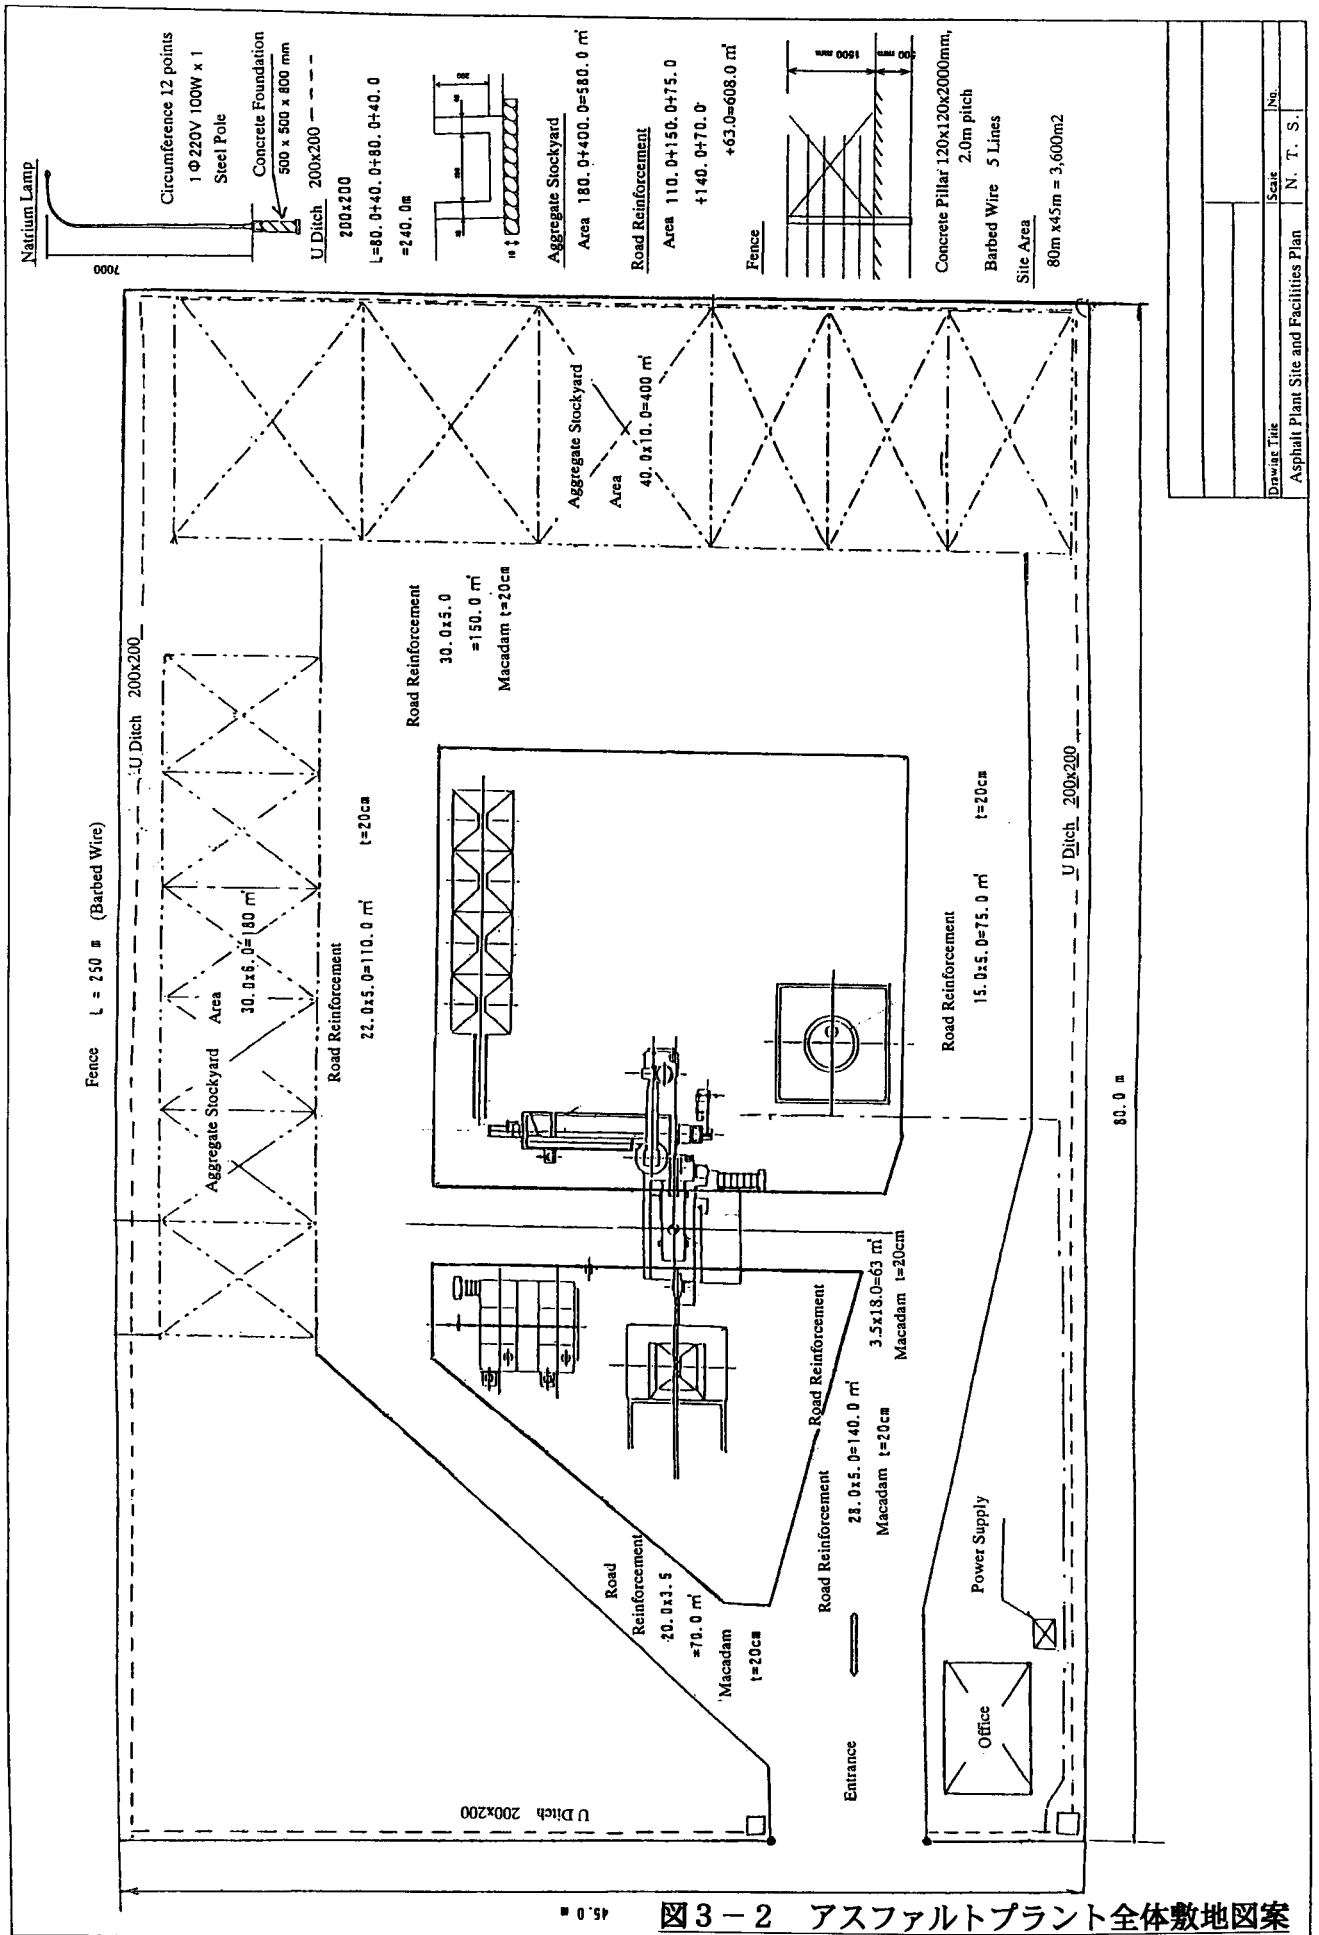 Natrium Lamp
7000
Circumference 12 points
1Φ220V 100W x 1
Steel Pole
Concrete Foundation
500 x 500 x 800 mm
U Ditch 200x200
200x200
L=80.0+40.0+80.0+40.0
=240.0m
Aggregate Stockyard
Area 180.0+400.0=580.0 ㎡
Road Reinforcement
Area 110.0+150.0+75.0
+140.0+70.0
+63.0=608.0 ㎡
Fence
1500 mm
500 mm
Concrete Pillar 120x120x2000mm,
2.0m pitch
Barbed Wire 5 Lines
Site Area
80m x45m = 3,600m2
Fence L = 250 m (Barbed Wire)
U Ditch 200x200
Aggregate Stockyard
Area
30.0x6.0=180 ㎡
Aggregate Stockyard
Area
40.0x10.0=400 ㎡
Road Reinforcement
22.0x5.0=110.0 ㎡ t=20cm
Road Reinforcement
30.0x5.0
=150.0 ㎡
Macadam t=20cm
Road Reinforcement
15.0x5.0=75.0 ㎡ t=20cm
U Ditch 200x200
Road Reinforcement
3.5x18.0=63 ㎡
Macadam t=20cm
Road Reinforcement
28.0x5.0=140.0 ㎡
Macadam t=20cm
Road
Reinforcement
20.0x3.5
=70.0 ㎡
Macadam
t=20cm
Entrance
Power Supply
Office
U Ditch 200x200
80.0 m
45.0 m
Drawing Title
Scale
No.
Asphalt Plant Site and Facilities Plan
N. T. S.
図3－2 アスファルトプラント全体敷地図案